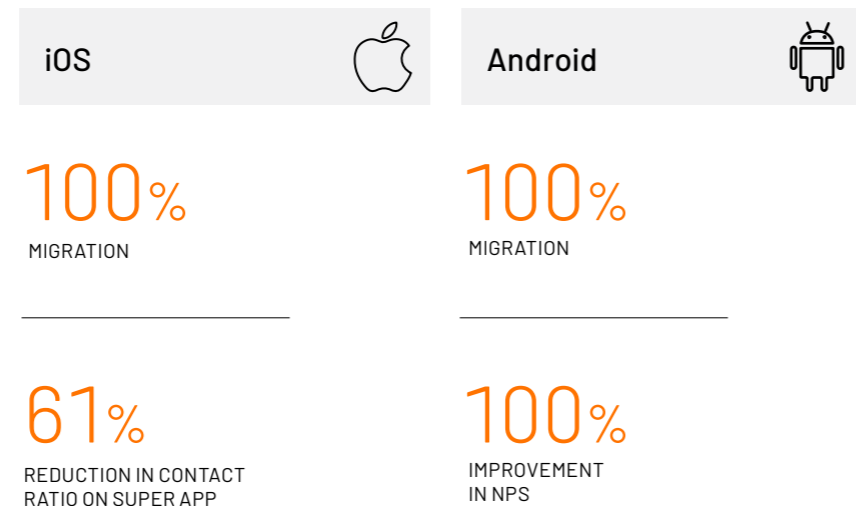 iOS
Android
100%
MIGRATION
100%
MIGRATION
61%
REDUCTION IN CONTACT
RATIO ON SUPER APP
100%
IMPROVEMENT
IN NPS